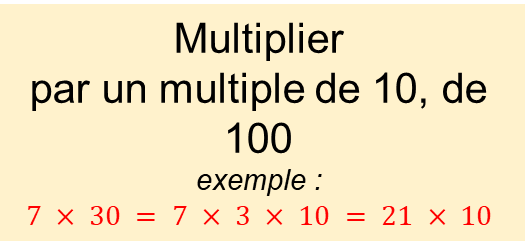 Multiplier
par un multiple de 10, de
100
exemple :
7 × 30 = 7 × 3 × 10 = 21 × 10